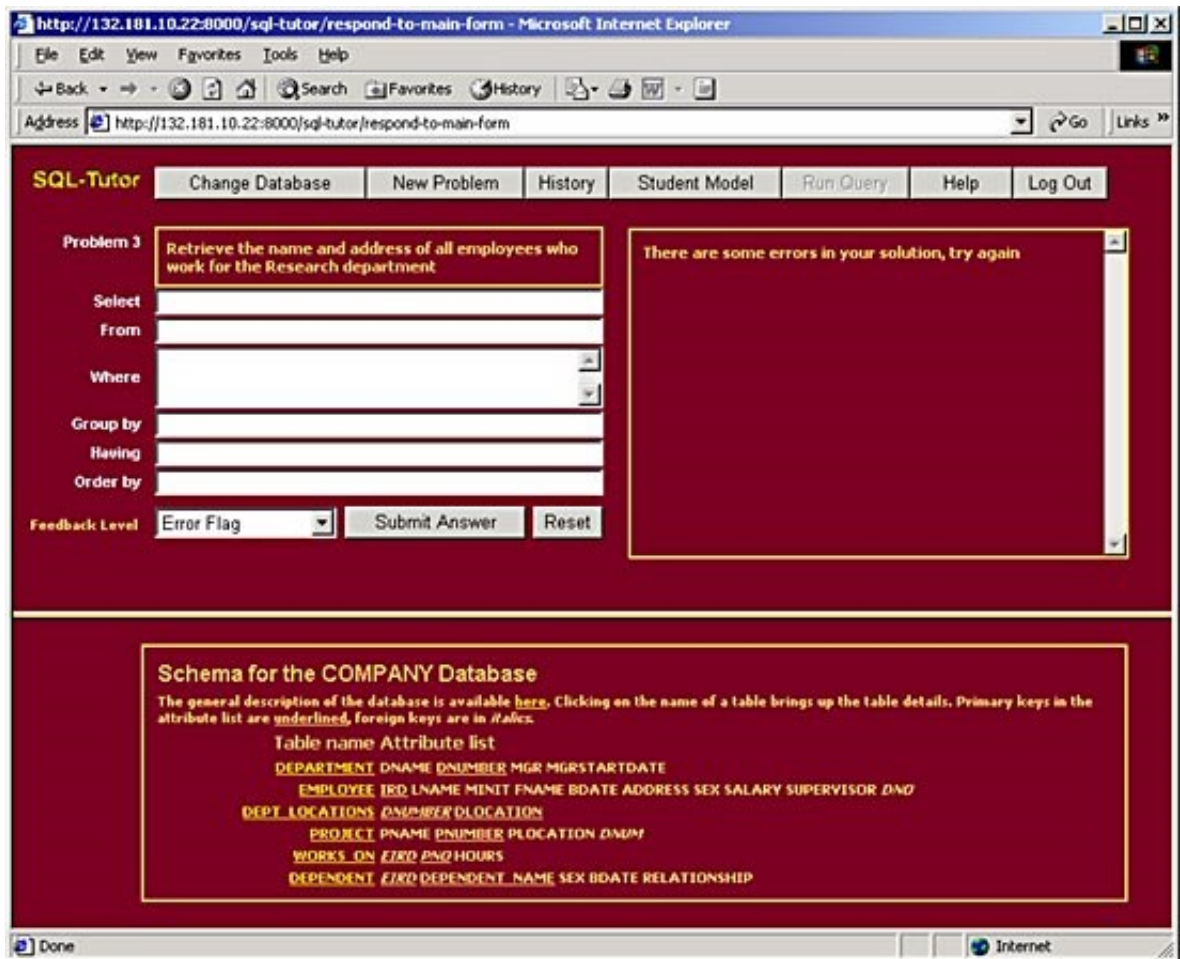 http://132.181.10.22:8000/sql-tutor/respond-to-main-form - Microsoft Internet Explorer
File Edit View Favorites Tools Help
Back Search Favorites History
Address http://132.181.10.22:8000/sql-tutor/respond-to-main-form Go Links »
SQL-Tutor Change Database New Problem History Student Model Run Query Help Log Out
Problem 3
Retrieve the name and address of all employees who
work for the Research department
There are some errors in your solution, try again
Select
From
Where
Group by
Having
Order by
Feedback Level Error Flag Submit Answer Reset
Schema for the COMPANY Database
The general description of the database is available here. Clicking on the name of a table brings up the table details. Primary keys in the
attribute list are underlined, foreign keys are in italics.
Table name Attribute list
DEPARTMENT DNAME DNUMBER MGR MGRSTARTDATE
EMPLOYEE IRD LNAME MINIT FNAME BDATE ADDRESS SEX SALARY SUPERVISOR DNO
DEPT_LOCATIONS DNUMBER DLOCATION
PROJECT PNAME PNUMBER PLOCATION DNUM
WORKS_ON EIRD PNO HOURS
DEPENDENT EIRD DEPENDENT_NAME SEX BDATE RELATIONSHIP
Done Internet